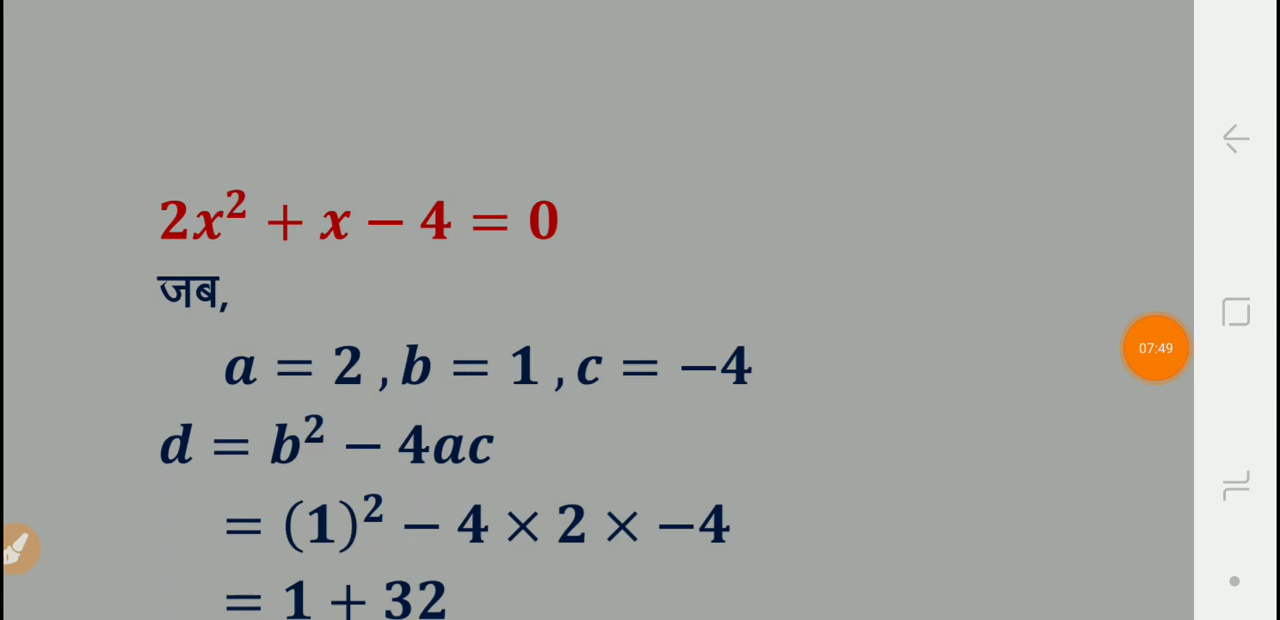 2x² + x − 4 = 0
जब,
a = 2 , b = 1 , c = −4
07:49
d = b² − 4ac
= (1)² − 4 × 2 × −4
= 1 + 32